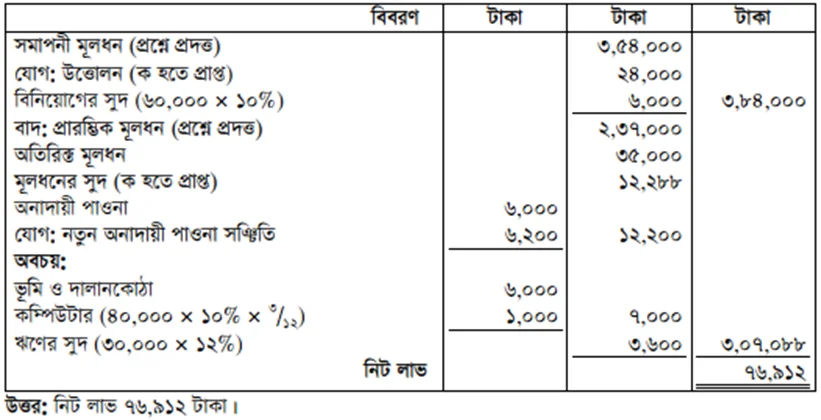 বিবরণ টাকা টাকা টাকা
সমাপনী মূলধন (প্রশ্নে প্রদত্ত) ৩,৫৪,০০০
যোগ: উত্তোলন (ক হতে প্রাপ্ত) ২৪,০০০
বিনিয়োগের সুদ (৬০,০০০ × ১০%) ৬,০০০ ৩,৮৪,০০০
বাদ: প্রারম্ভিক মূলধন (প্রশ্নে প্রদত্ত) ২,৩৭,০০০
অতিরিক্ত মূলধন ৩৫,০০০
মূলধনের সুদ (ক হতে প্রাপ্ত) ১২,২৮৮
অনাদায়ী পাওনা ৬,০০০
যোগ: নতুন অনাদায়ী পাওনা সঞ্চিতি ৬,২০০ ১২,২০০
অবচয়:
ভূমি ও দালানকোঠা ৬,০০০
কম্পিউটার (৪০,০০০ × ১০% × ৩/১২) ১,০০০ ৭,০০০
ঋণের সুদ (৩০,০০০ × ১২%) ৩,৬০০ ৩,০৭,০৮৮
নিট লাভ ৭৬,৯১২
উত্তর: নিট লাভ ৭৬,৯১২ টাকা।